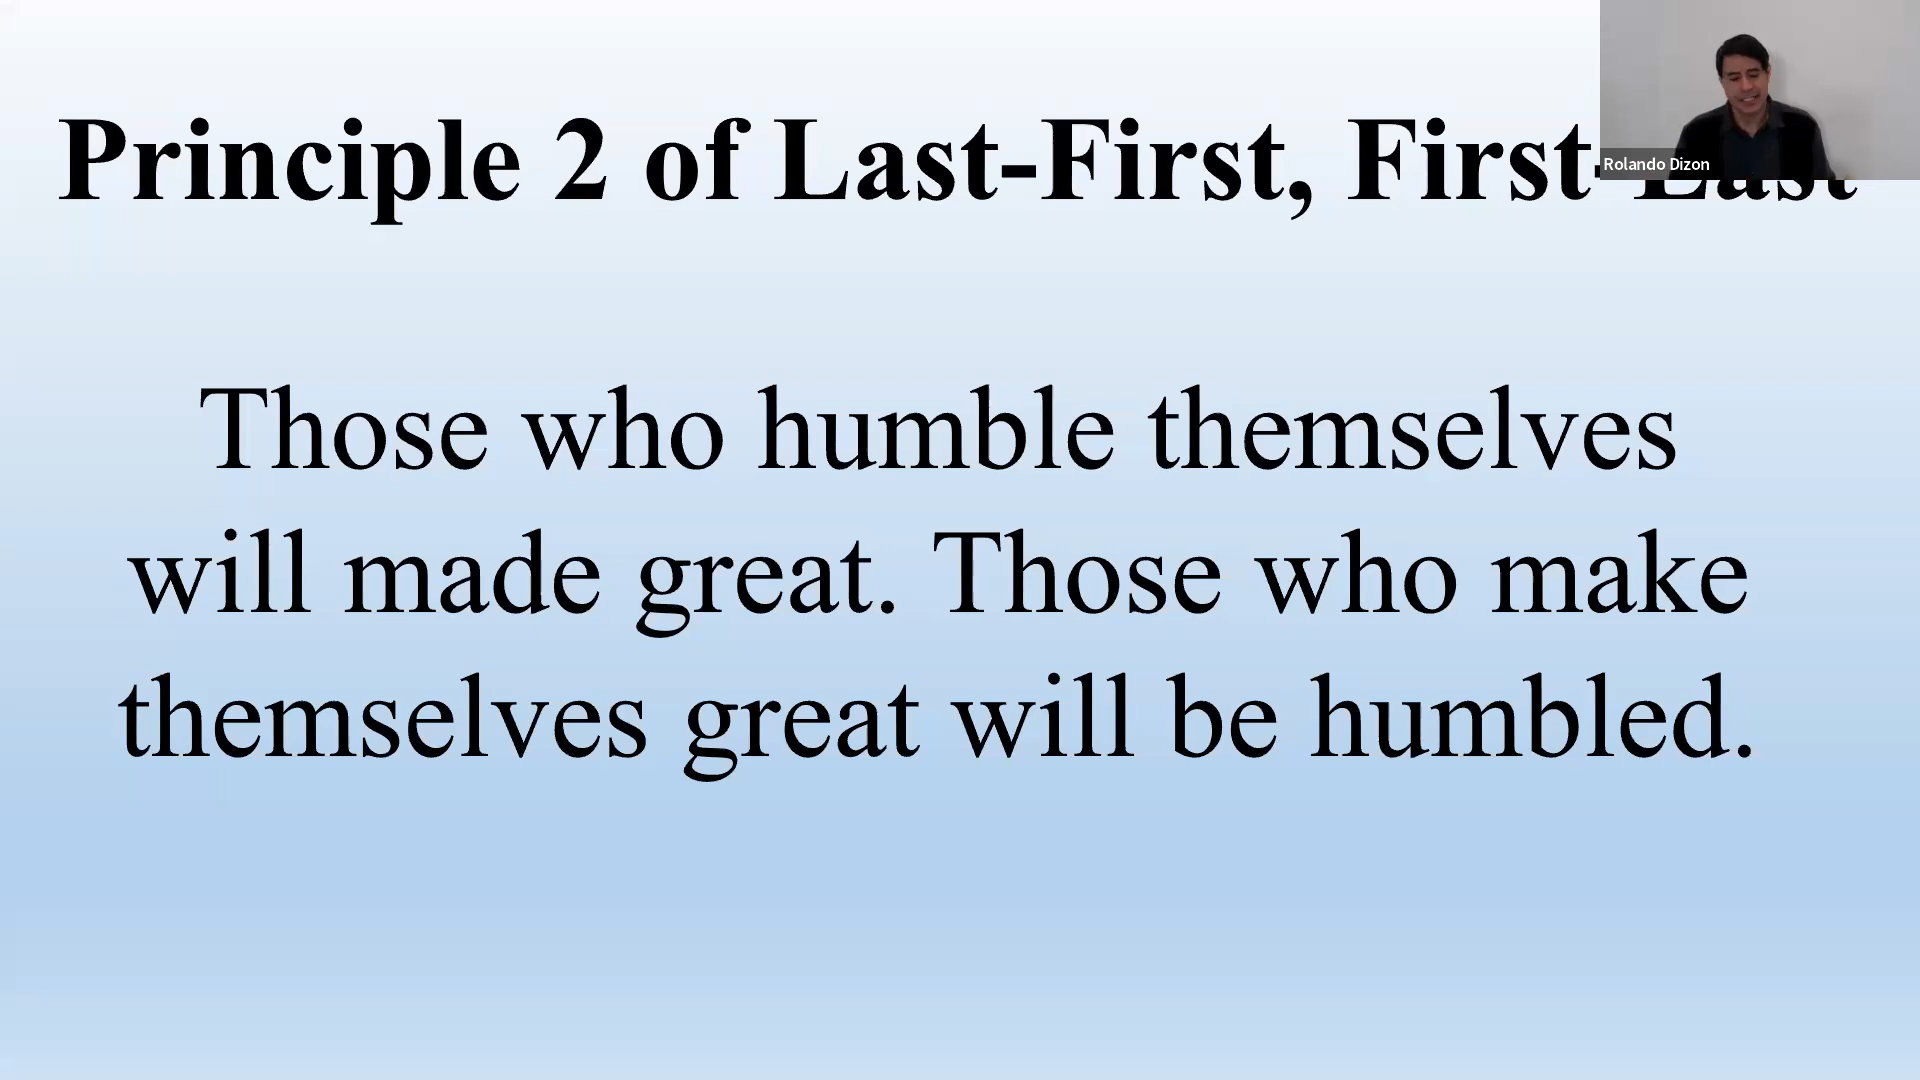 Principle 2 of Last-First, First-Last
Rolando Dizon
Those who humble themselves
will made great. Those who make
themselves great will be humbled.